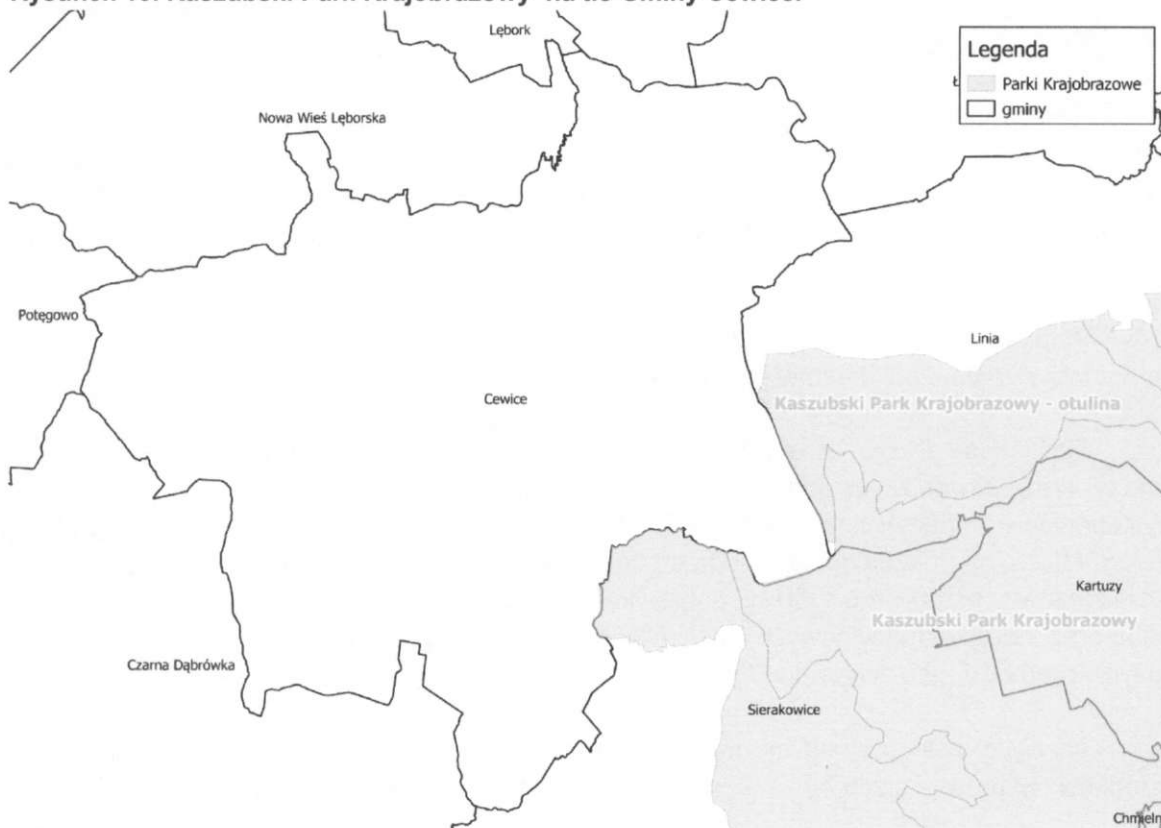 Lębork
Legenda
Parki Krajobrazowe
gminy
Nowa Wieś Lęborska
Potęgowo
Linia
Cewice
Kaszubski Park Krajobrazowy - otulina
Kartuzy
Kaszubski Park Krajobrazowy
Czarna Dąbrówka
Sierakowice